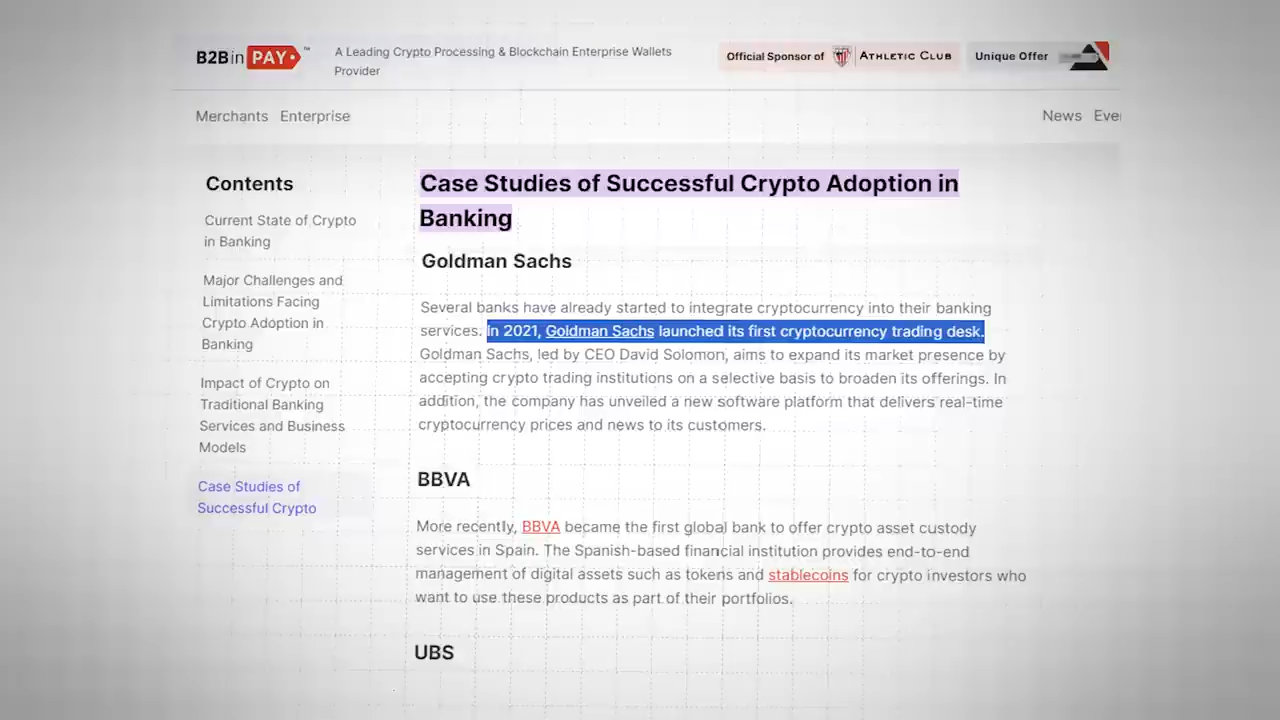 B2BinPAY™
A Leading Crypto Processing & Blockchain Enterprise Wallets
Provider
Official Sponsor of ATHLETIC CLUB
Unique Offer
Merchants Enterprise
News
Contents
Current State of Crypto
in Banking
Major Challenges and
Limitations Facing
Crypto Adoption in
Banking
Impact of Crypto on
Traditional Banking
Services and Business
Models
Case Studies of
Successful Crypto
Case Studies of Successful Crypto Adoption in
Banking
Goldman Sachs
Several banks have already started to integrate cryptocurrency into their banking
services. In 2021, Goldman Sachs launched its first cryptocurrency trading desk.
Goldman Sachs, led by CEO David Solomon, aims to expand its market presence by
accepting crypto trading institutions on a selective basis to broaden its offerings. In
addition, the company has unveiled a new software platform that delivers real-time
cryptocurrency prices and news to its customers.
BBVA
More recently, BBVA became the first global bank to offer crypto asset custody
services in Spain. The Spanish-based financial institution provides end-to-end
management of digital assets such as tokens and stablecoins for crypto investors who
want to use these products as part of their portfolios.
UBS